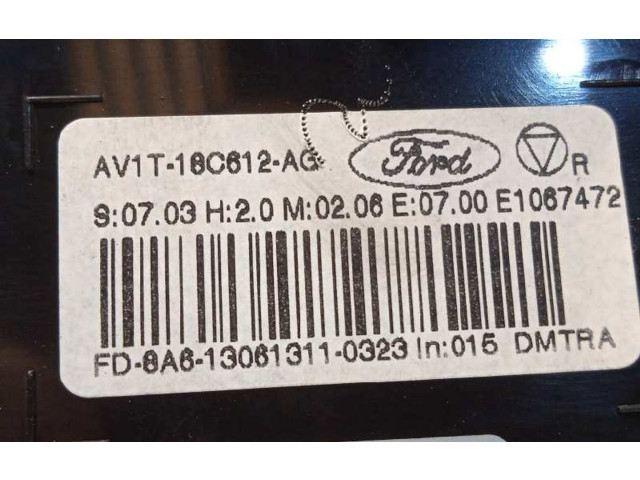 AV1T-18C612-AG Ford R
S:07.03 H:2.0 M:02.06 E:07.00 E1067472
FD-8A6-13061311-0323 In:015 DMTRA